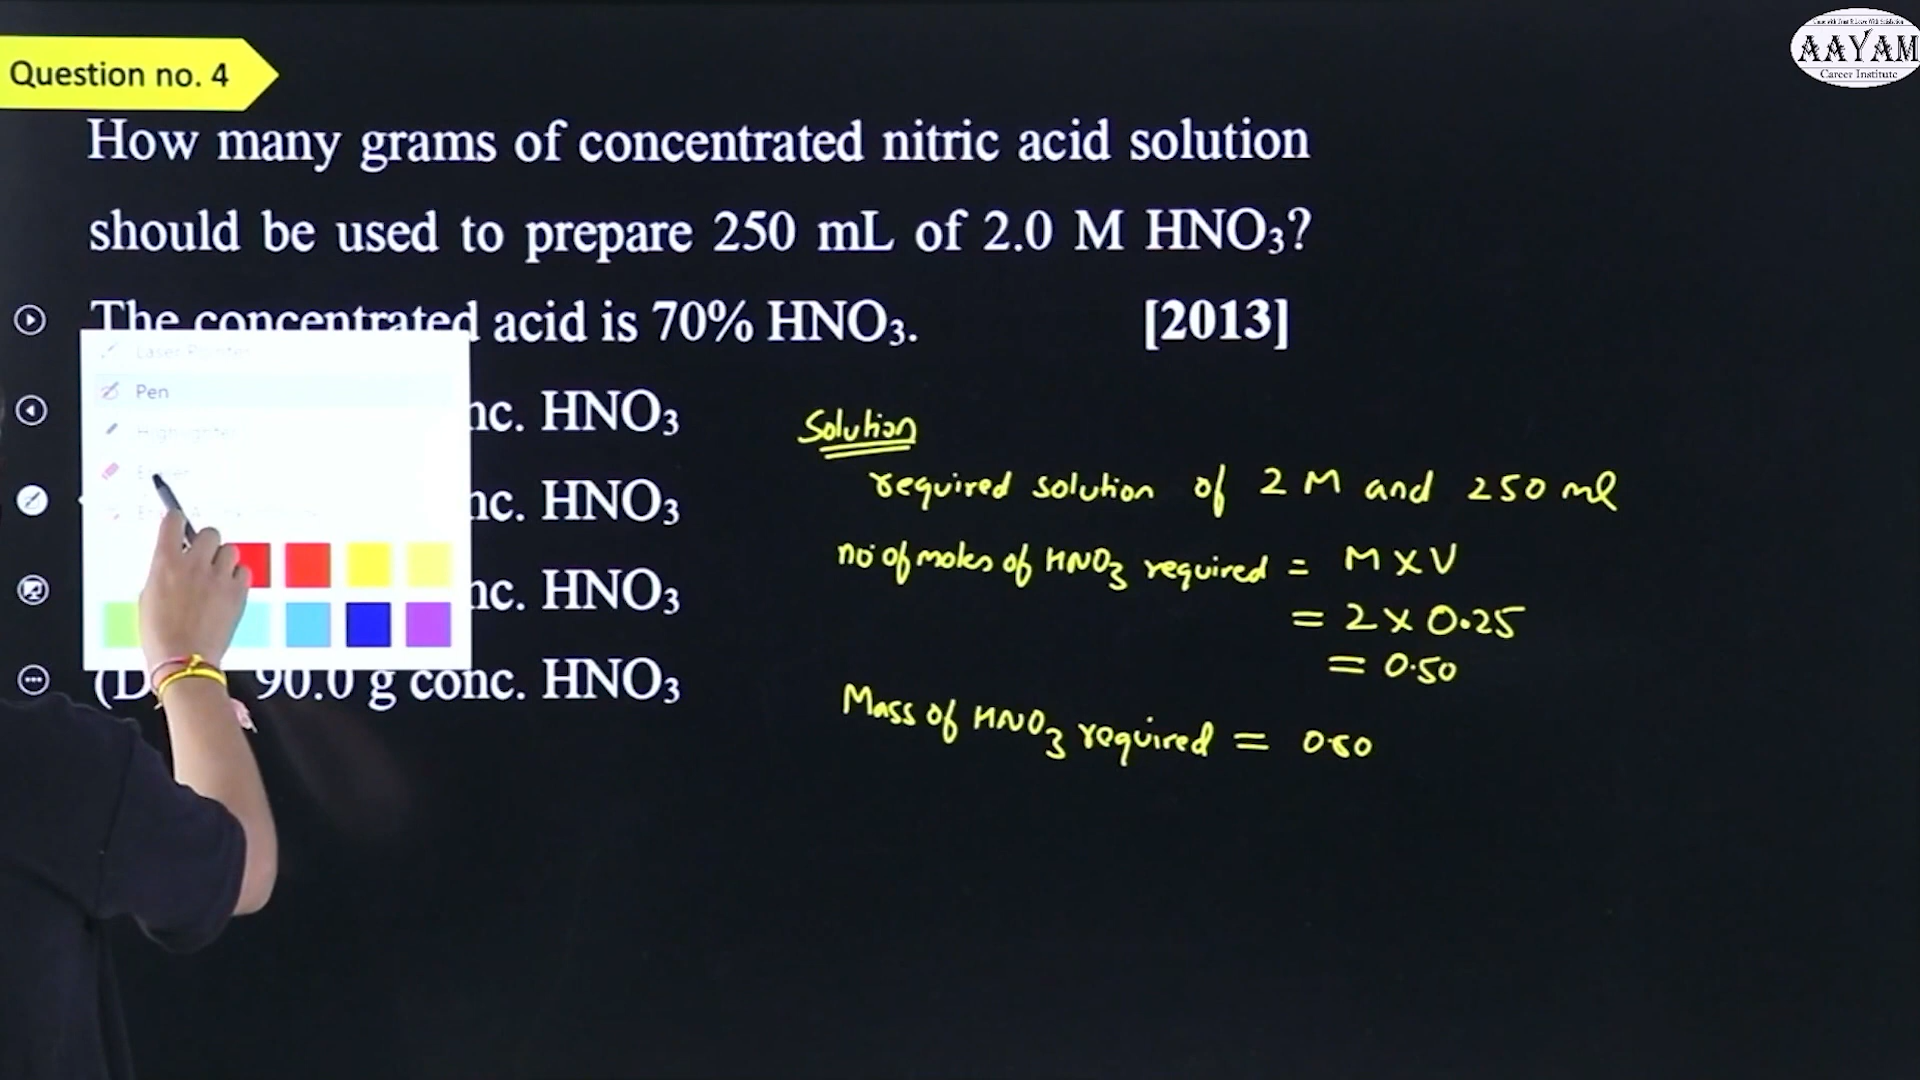 AAYAM
Career Institute
Question no. 4
How many grams of concentrated nitric acid solution
should be used to prepare 250 mL of 2.0 M HNO₃?
The concentrated acid is 70% HNO₃. [2013]
Pen
nc. HNO₃
nc. HNO₃
nc. HNO₃
(D 90.0 g conc. HNO₃
Solution
required solution of 2 M and 250 ml
no of moles of HNO₃ required = M × V
= 2 × 0.25
= 0.50
Mass of HNO₃ required = 0.50